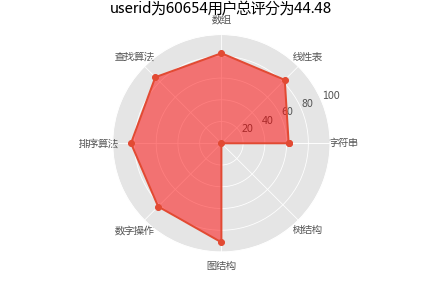 userid为60654用户总评分为44.48
数组
查找算法
线性表
100
80
60
40
20
排序算法
字符串
数字操作
树结构
图结构